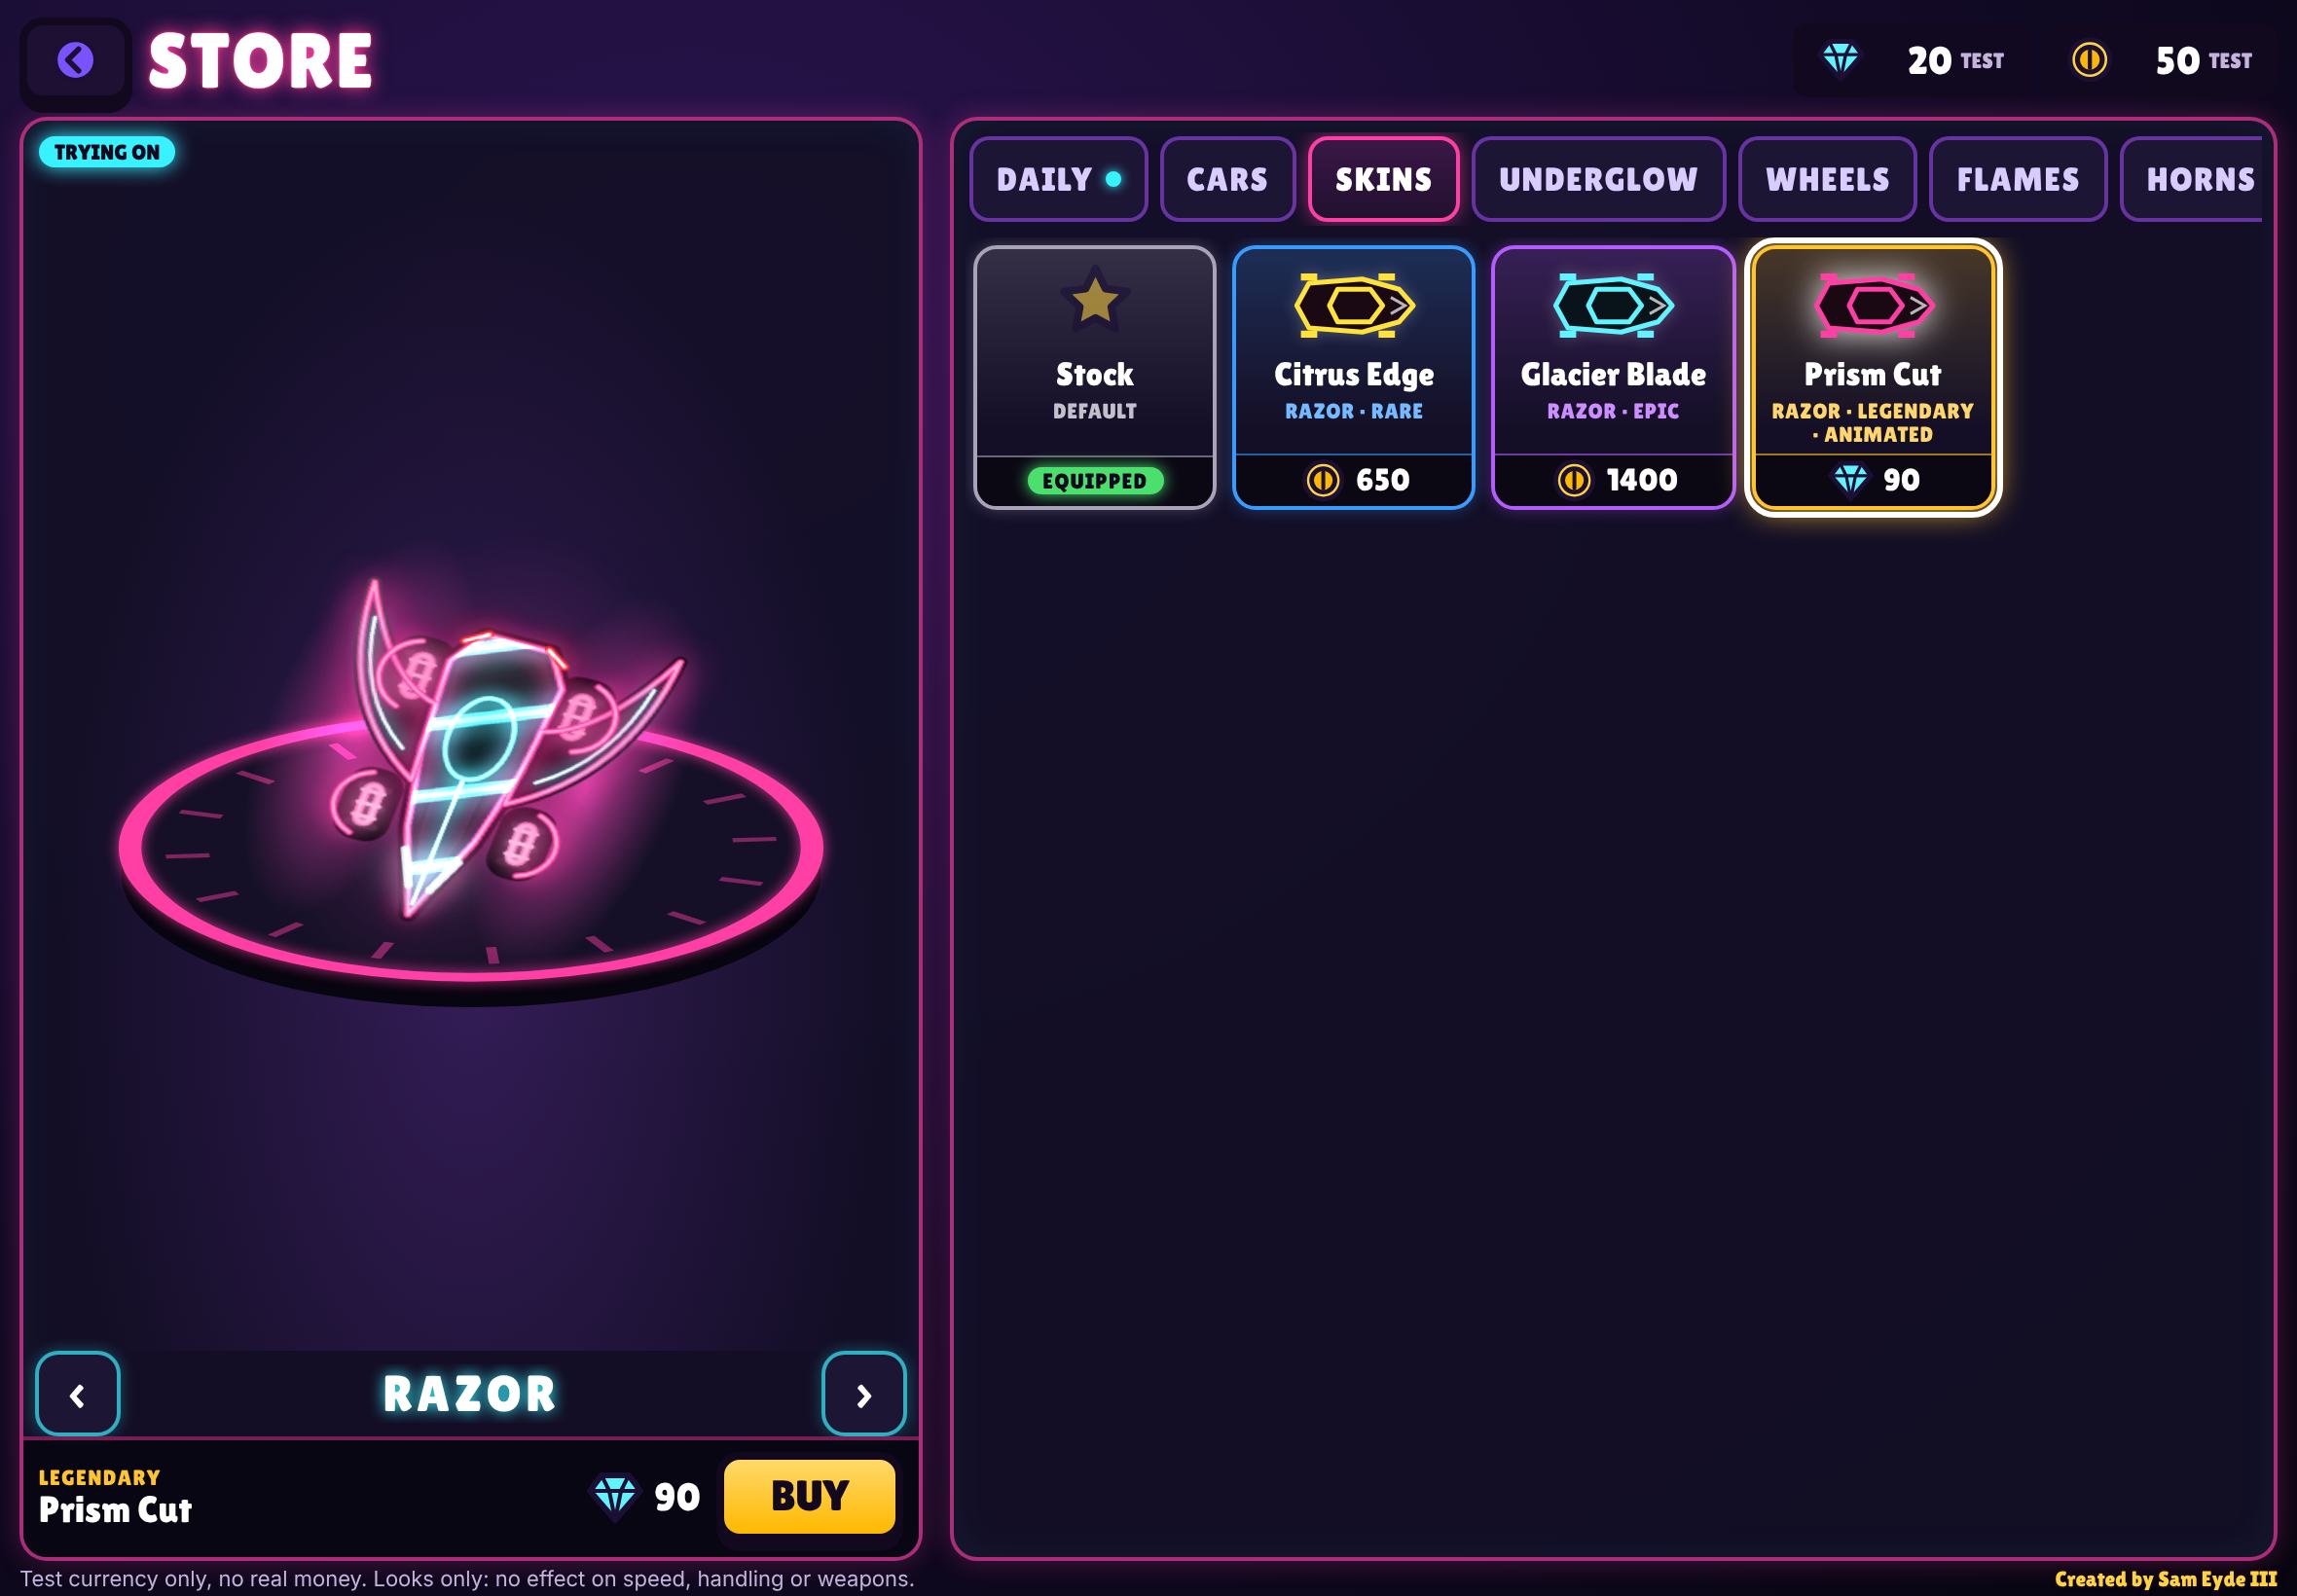 STORE
20 TEST
50 TEST
TRYING ON
RAZOR
LEGENDARY
Prism Cut
90
BUY
DAILY
CARS
SKINS
UNDERGLOW
WHEELS
FLAMES
HORNS
Stock
DEFAULT
EQUIPPED
Citrus Edge
RAZOR · RARE
650
Glacier Blade
RAZOR · EPIC
1400
Prism Cut
RAZOR · LEGENDARY
· ANIMATED
90
Test currency only, no real money. Looks only: no effect on speed, handling or weapons.
Created by Sam Eyde III